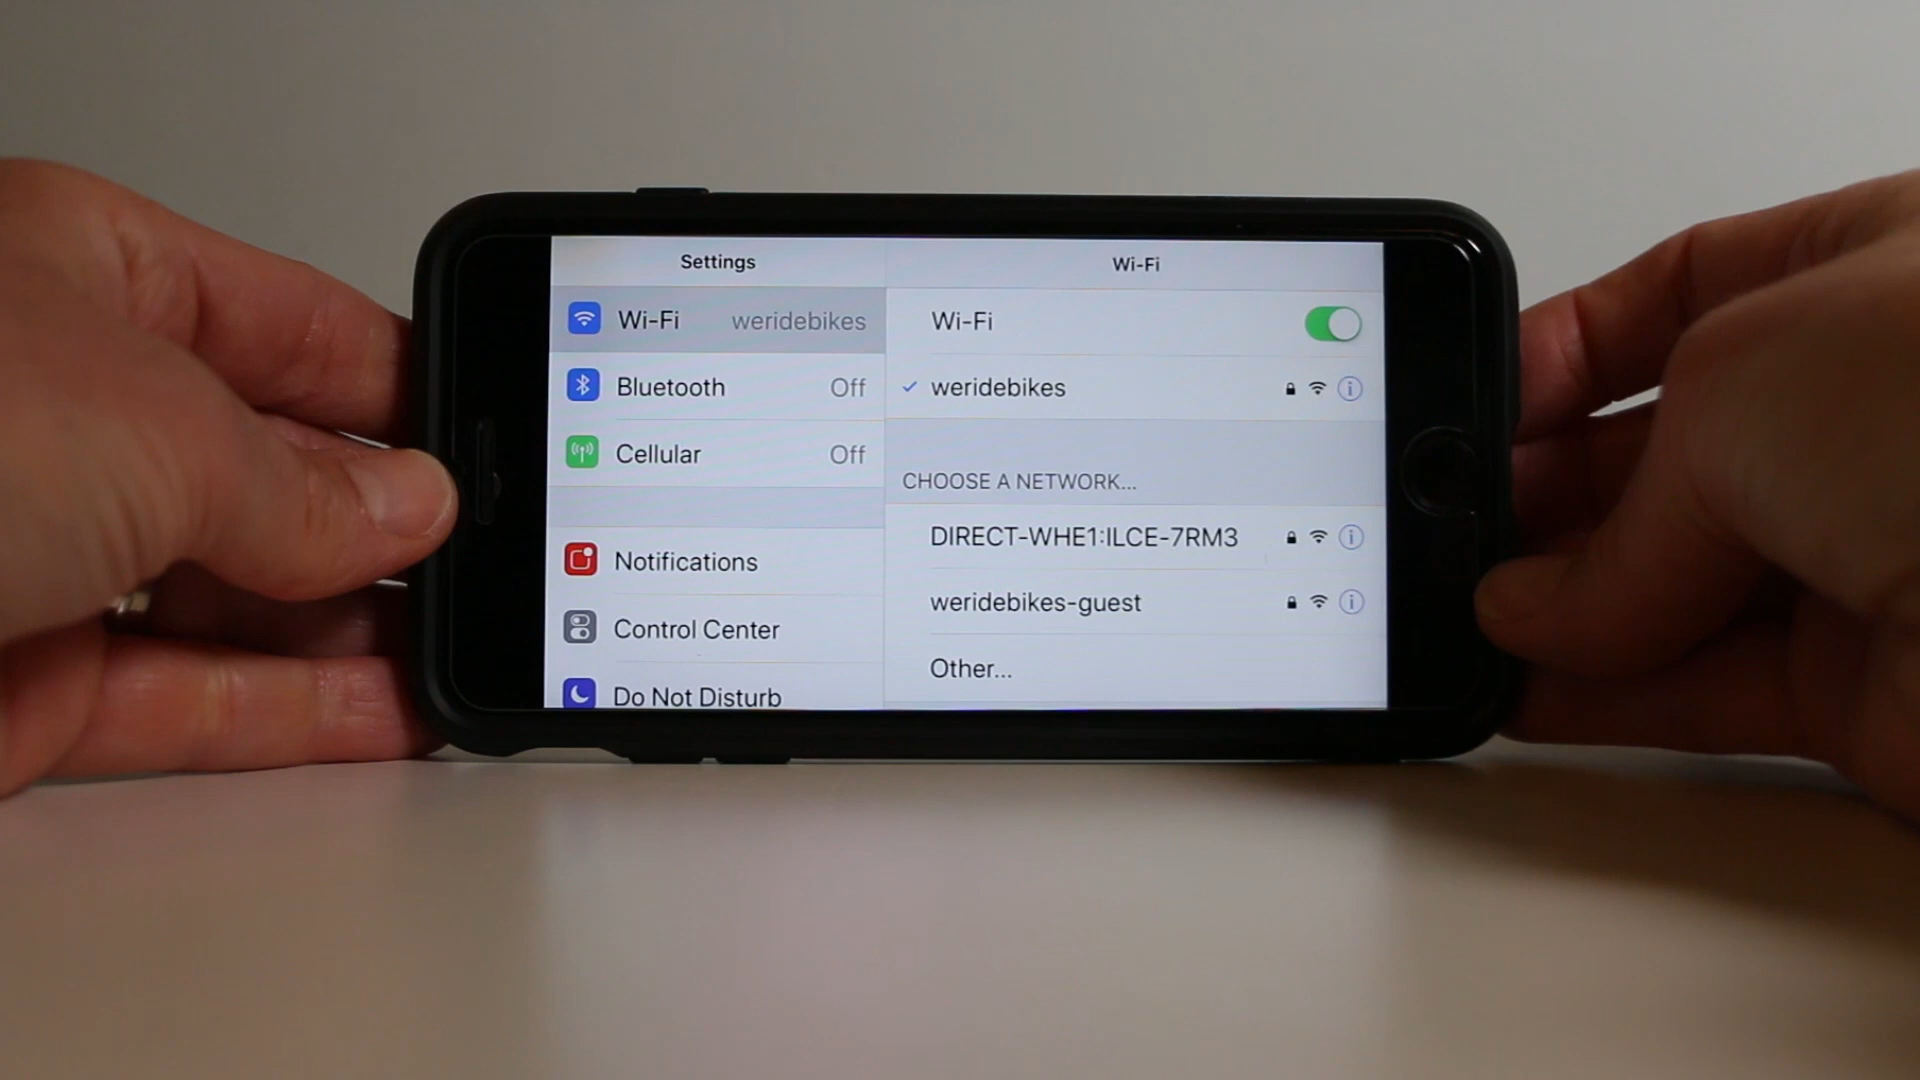 Settings
Wi-Fi weridebikes
Bluetooth Off
Cellular Off
Notifications
Control Center
Do Not Disturb
Wi-Fi
Wi-Fi
weridebikes
CHOOSE A NETWORK...
DIRECT-WHE1:ILCE-7RM3
weridebikes-guest
Other...